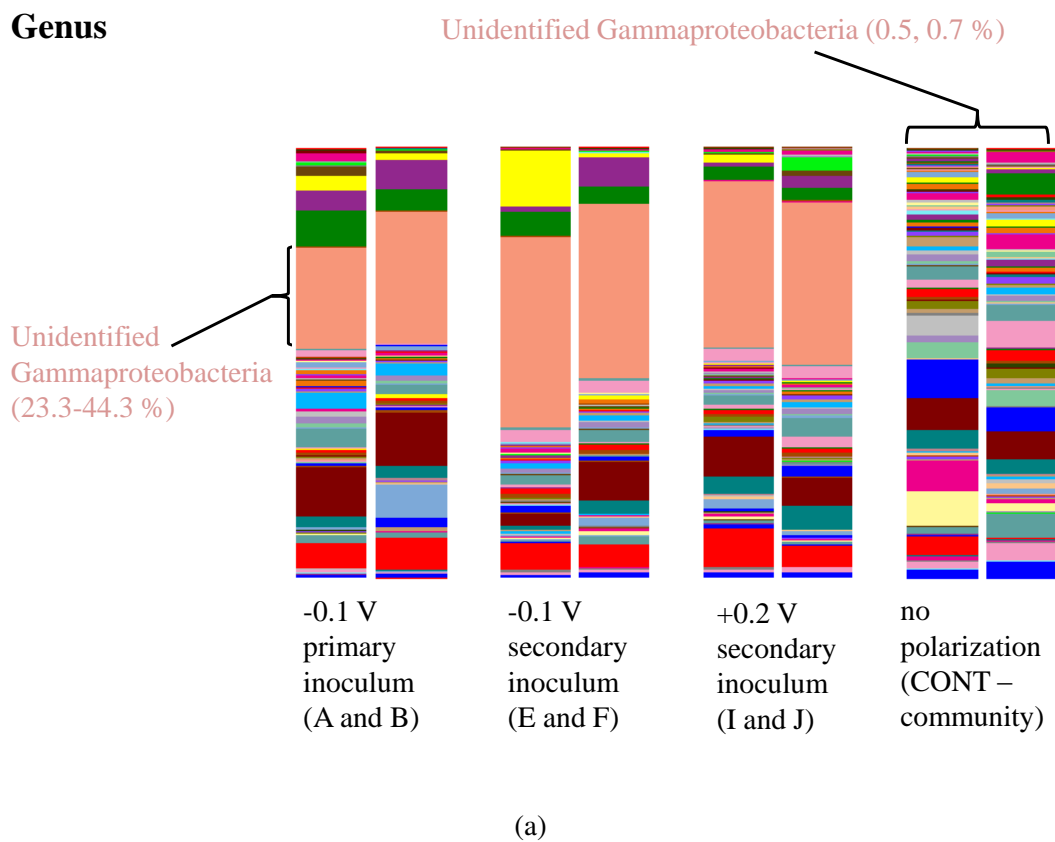 Genus
Unidentified Gammaproteobacteria (0.5, 0.7 %)
Unidentified
Gammaproteobacteria
(23.3-44.3 %)
-0.1 V
primary
inoculum
(A and B)
-0.1 V
secondary
inoculum
(E and F)
+0.2 V
secondary
inoculum
(I and J)
no
polarization
(CONT –
community)
(a)